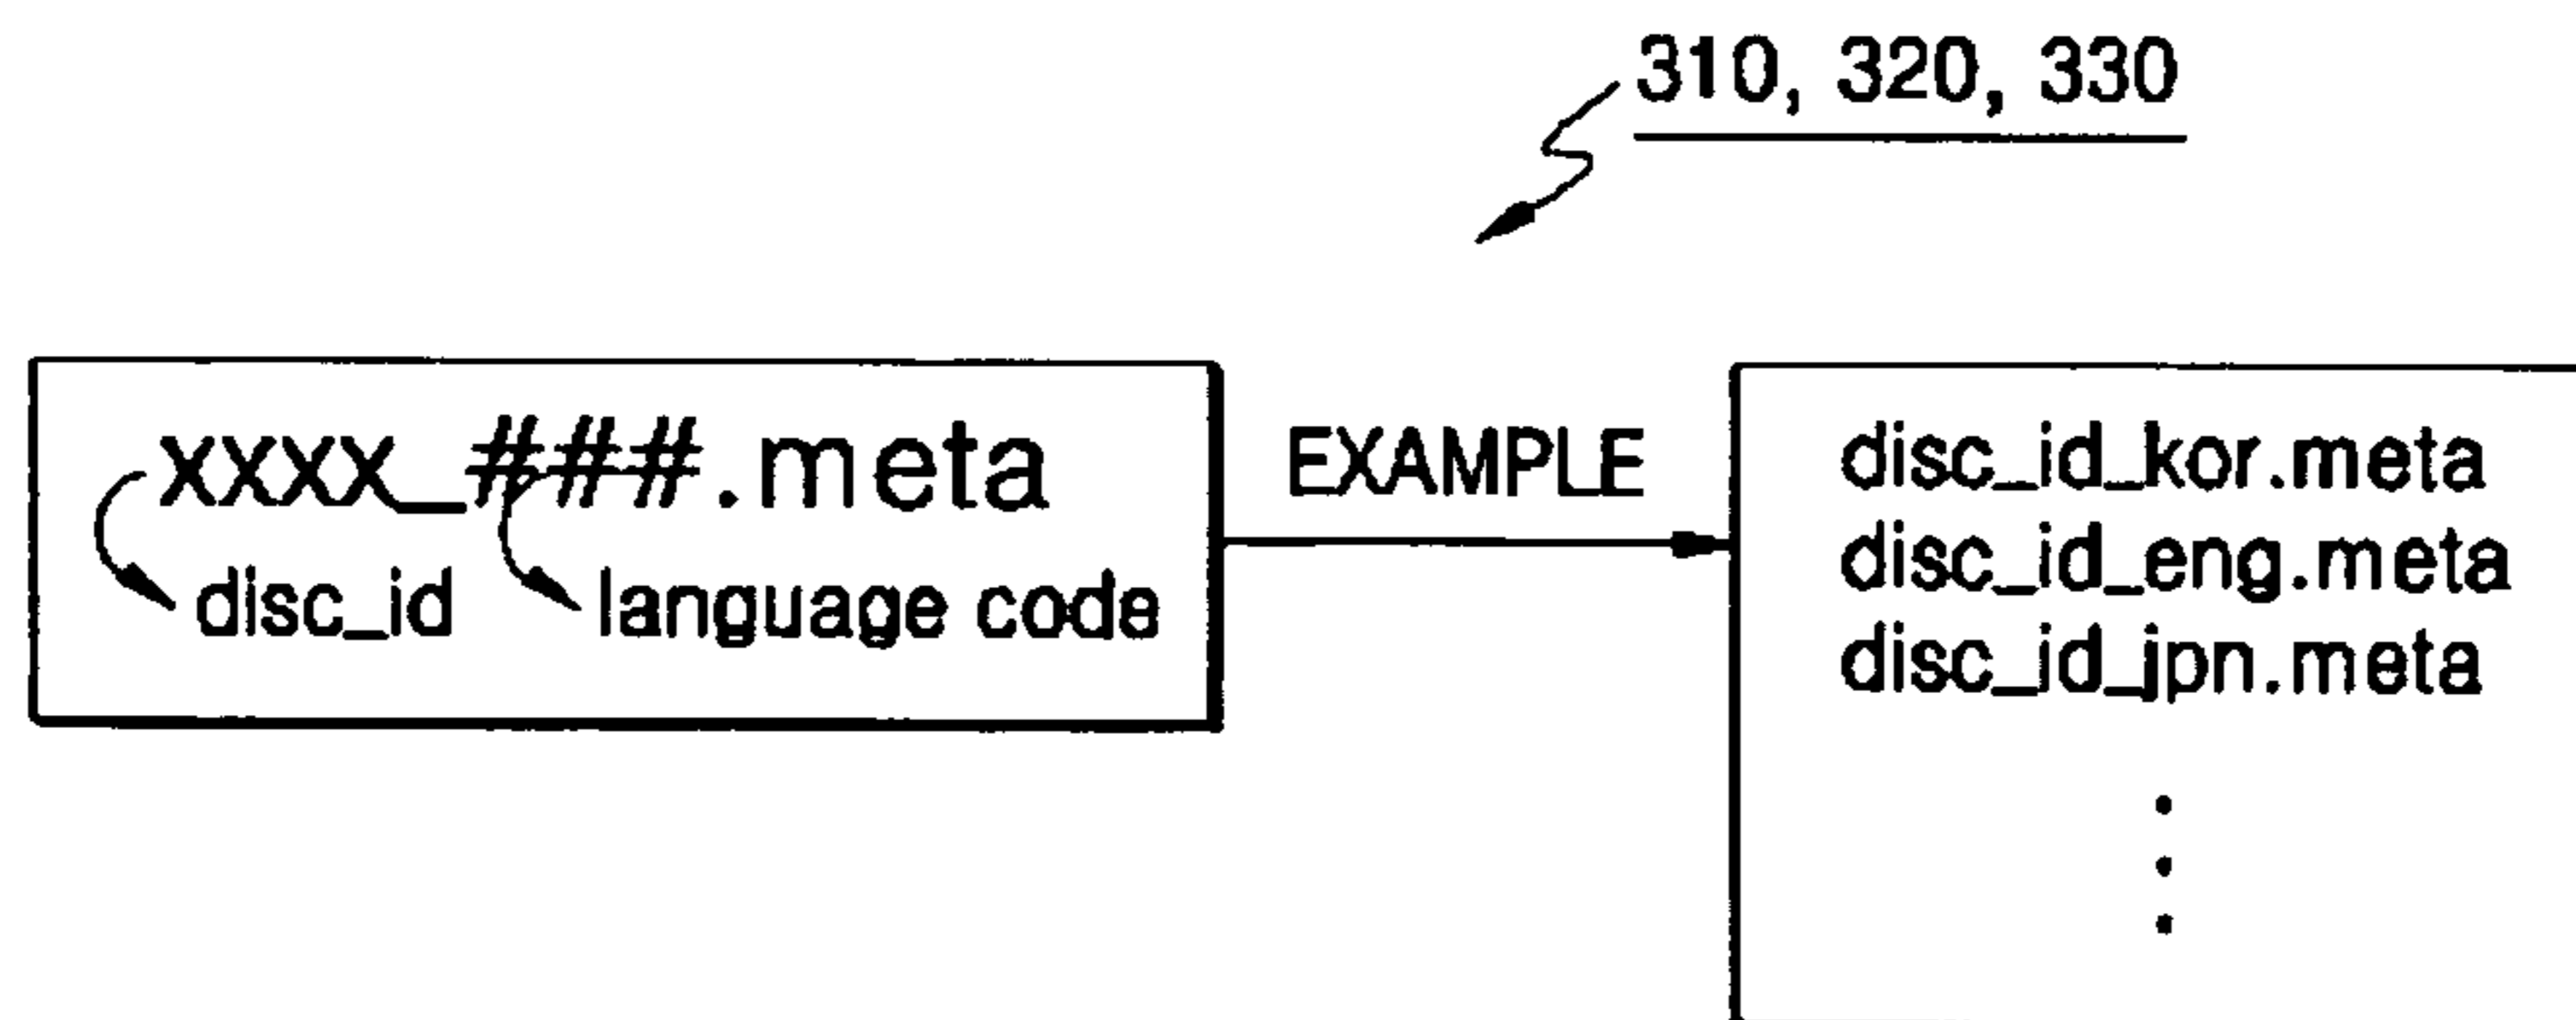 310, 320, 330
xxxx_###.meta
disc_id
language code
EXAMPLE
disc_id_kor.meta
disc_id_eng.meta
disc_id_jpn.meta